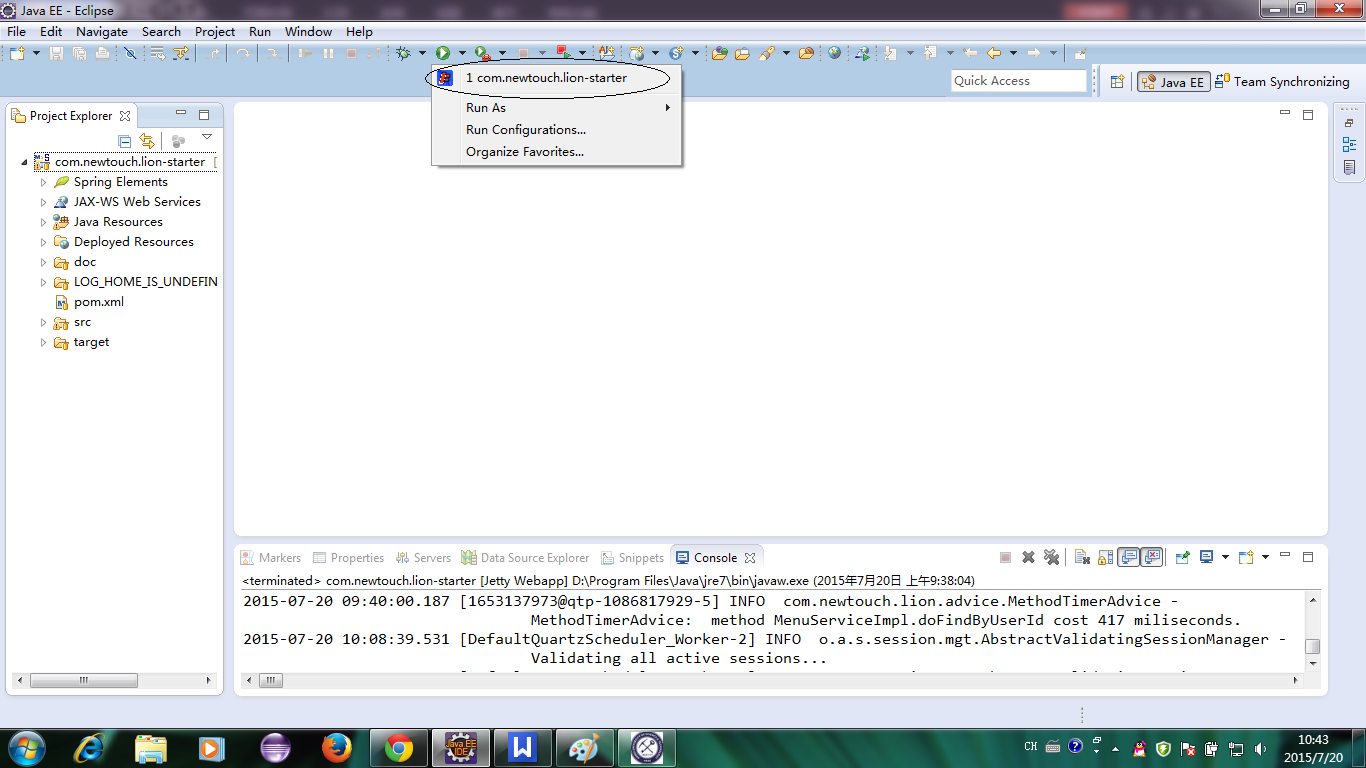 Java EE - Eclipse
File Edit Navigate Search Project Run Window Help
1 com.newtouch.lion-starter
Run As
Run Configurations...
Organize Favorites...
Quick Access
Java EE
Team Synchronizing
Project Explorer
com.newtouch.lion-starter [
Spring Elements
JAX-WS Web Services
Java Resources
Deployed Resources
doc
LOG_HOME_IS_UNDEFIN
pom.xml
src
target
Markers Properties Servers Data Source Explorer Snippets Console
<terminated> com.newtouch.lion-starter [Jetty Webapp] D:\Program Files\Java\jre7\bin\javaw.exe (2015年7月20日 上午9:38:04)
2015-07-20 09:40:00.187 [1653137973@qtp-1086817929-5] INFO  com.newtouch.lion.advice.MethodTimerAdvice -
MethodTimerAdvice:  method MenuServiceImpl.doFindByUserId cost 417 miliseconds.
2015-07-20 10:08:39.531 [DefaultQuartzScheduler_Worker-2] INFO  o.a.s.session.mgt.AbstractValidatingSessionManager -
Validating all active sessions...
Java EE
IDE
W
CH
10:43
2015/7/20